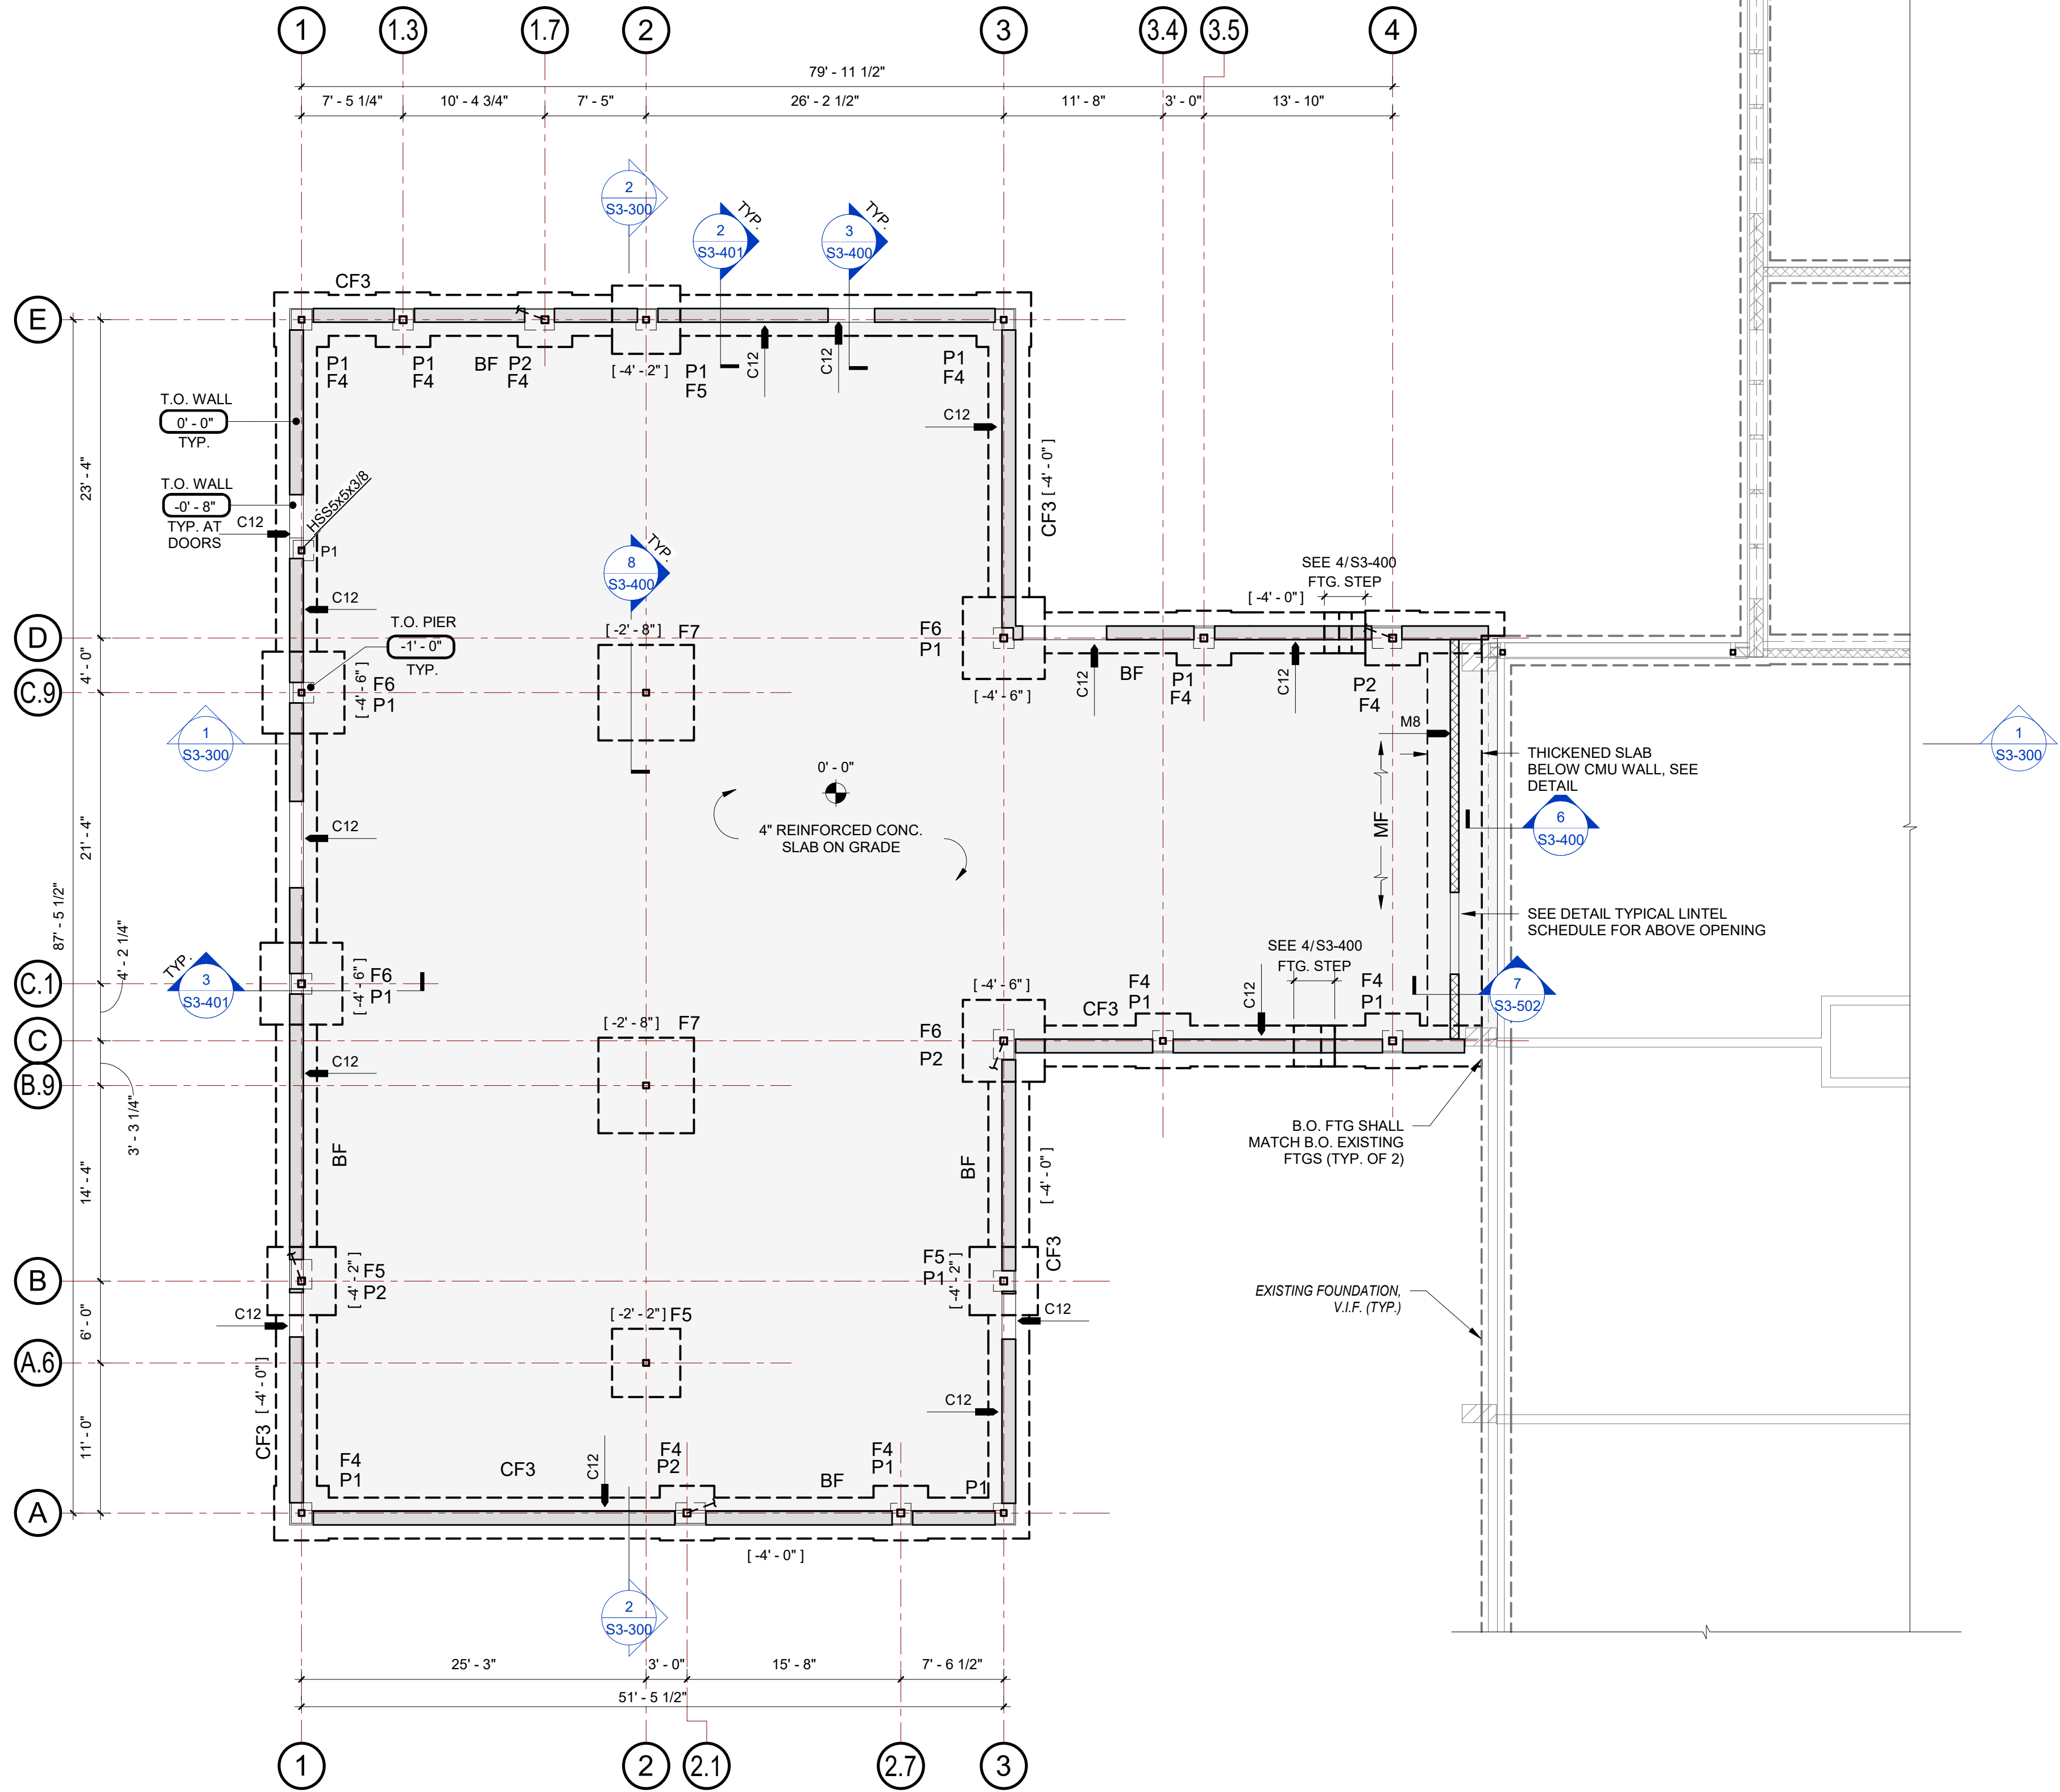 1
1.3
1.7
2
3
3.4
3.5
4
79' - 11 1/2"
7' - 5 1/4"
10' - 4 3/4"
7' - 5"
26' - 2 1/2"
11' - 8"
3' - 0"
13' - 10"
2
S3-300
2
S3-401
TYP.
3
S3-400
TYP.
CF3
E
P1
F4
P1
F4
BF
P2
F4
[ -4' - 2" ]
P1
F5
C12
C12
P1
F4
T.O. WALL
0' - 0"
TYP.
C12
23' - 4"
T.O. WALL
-0' - 8"
TYP. AT
DOORS
C12
HSS5x5x3/8
P1
CF3
[ -4' - 0" ]
8
S3-400
TYP.
SEE 4/S3-400
FTG. STEP
[ -4' - 0" ]
C12
T.O. PIER
-1' - 0"
TYP.
[ -2' - 8" ]
F7
F6
P1
D
4' - 0"
C.9
[ -4' - 6" ]
F6
P1
[ -4' - 6" ]
C12
BF
P1
F4
C12
P2
F4
M8
1
S3-300
1
S3-300
THICKENED SLAB
BELOW CMU WALL, SEE
DETAIL
0' - 0"
4" REINFORCED CONC.
SLAB ON GRADE
MF
6
S3-400
C12
21' - 4"
87' - 5 1/2"
4' - 2 1/4"
SEE DETAIL TYPICAL LINTEL
SCHEDULE FOR ABOVE OPENING
SEE 4/S3-400
FTG. STEP
TYP.
3
S3-401
C.1
[ -4' - 6" ]
F6
P1
[ -4' - 6" ]
F4
P1
CF3
C12
F4
P1
7
S3-502
[ -2' - 8" ]
F7
F6
P2
C
B.9
C12
3' - 3 1/4"
B.O. FTG SHALL
MATCH B.O. EXISTING
FTGS (TYP. OF 2)
BF
BF
[ -4' - 0" ]
14' - 4"
B
[ -4' - 2" ]
F5
P2
F5
P1
[ -4' - 2" ]
CF3
EXISTING FOUNDATION,
V.I.F. (TYP.)
C12
[ -2' - 2" ]
F5
C12
6' - 0"
A.6
[ -4' - 0" ]
CF3
C12
11' - 0"
F4
P1
CF3
C12
F4
P2
BF
F4
P1
P1
A
[ -4' - 0" ]
2
S3-300
25' - 3"
3' - 0"
15' - 8"
7' - 6 1/2"
51' - 5 1/2"
1
2
2.1
2.7
3